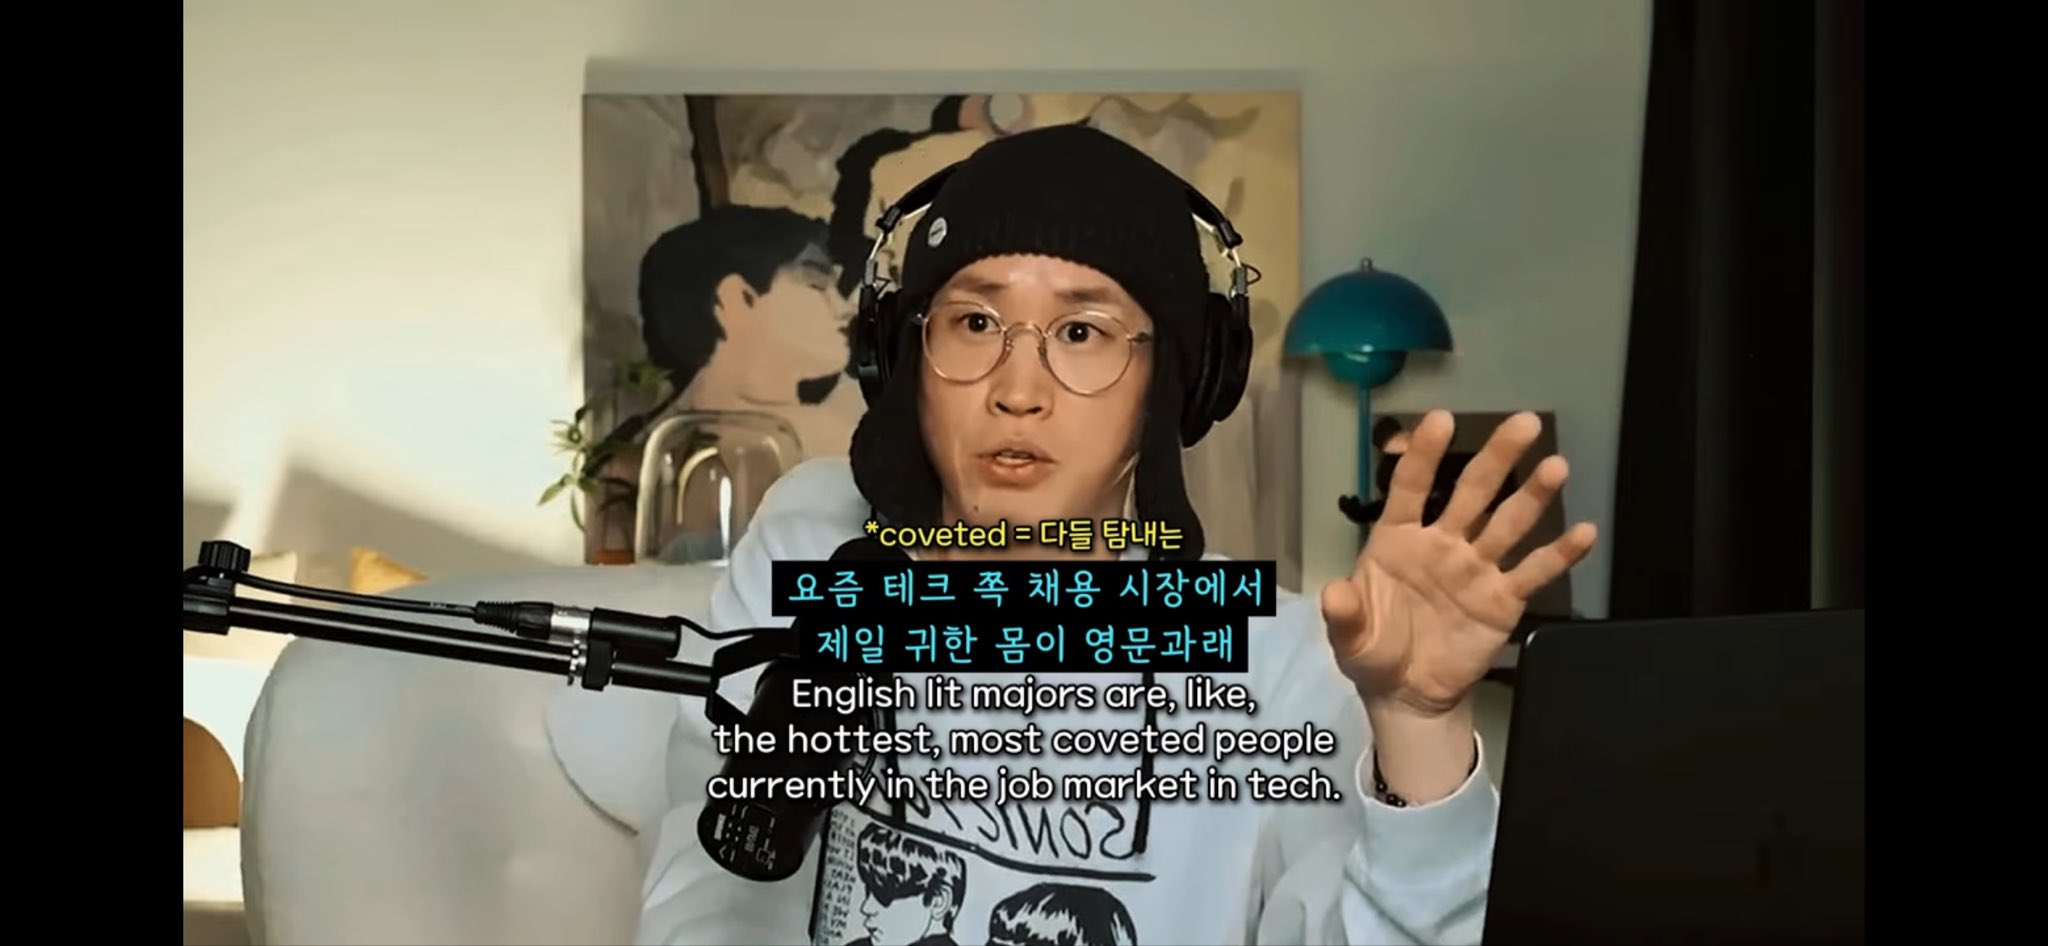 *coveted = 다들 탐내는
요즘 테크 쪽 채용 시장에서
제일 귀한 몸이 영문과래
English lit majors are, like,
the hottest, most coveted people
currently in the job market in tech.
SONIC